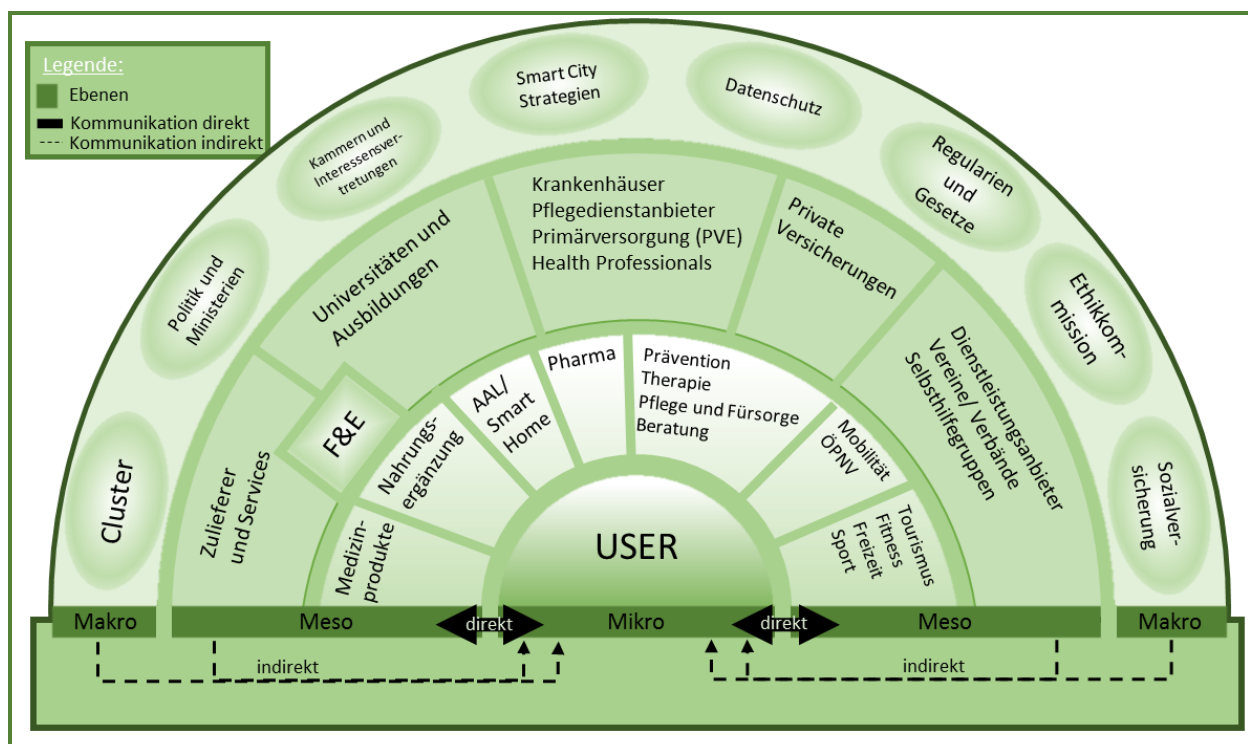 Legende:
Ebenen
Kommunikation direkt
Kommunikation indirekt
Cluster
Politik und
Ministerien
Kammern und
Interessensver-
tretungen
Smart City
Strategien
Datenschutz
Regularien
und
Gesetze
Ethikkom-
mission
Sozialver-
sicherung
Zulieferer
und Services
F&E
Universitäten und
Ausbildungen
Krankenhäuser
Pflegedienstanbieter
Primärversorgung (PVE)
Health Professionals
Private
Versicherungen
Dienstleistungsanbieter
Vereine/ Verbände
Selbsthilfegruppen
Medizin-
produkte
Nahrungs-
ergänzung
AAL/
Smart
Home
Pharma
Prävention
Therapie
Pflege und Fürsorge
Beratung
Mobilität
ÖPNV
Tourismus
Fitness
Freizeit
Sport
USER
Makro
Meso
direkt
Mikro
direkt
Meso
Makro
indirekt
indirekt